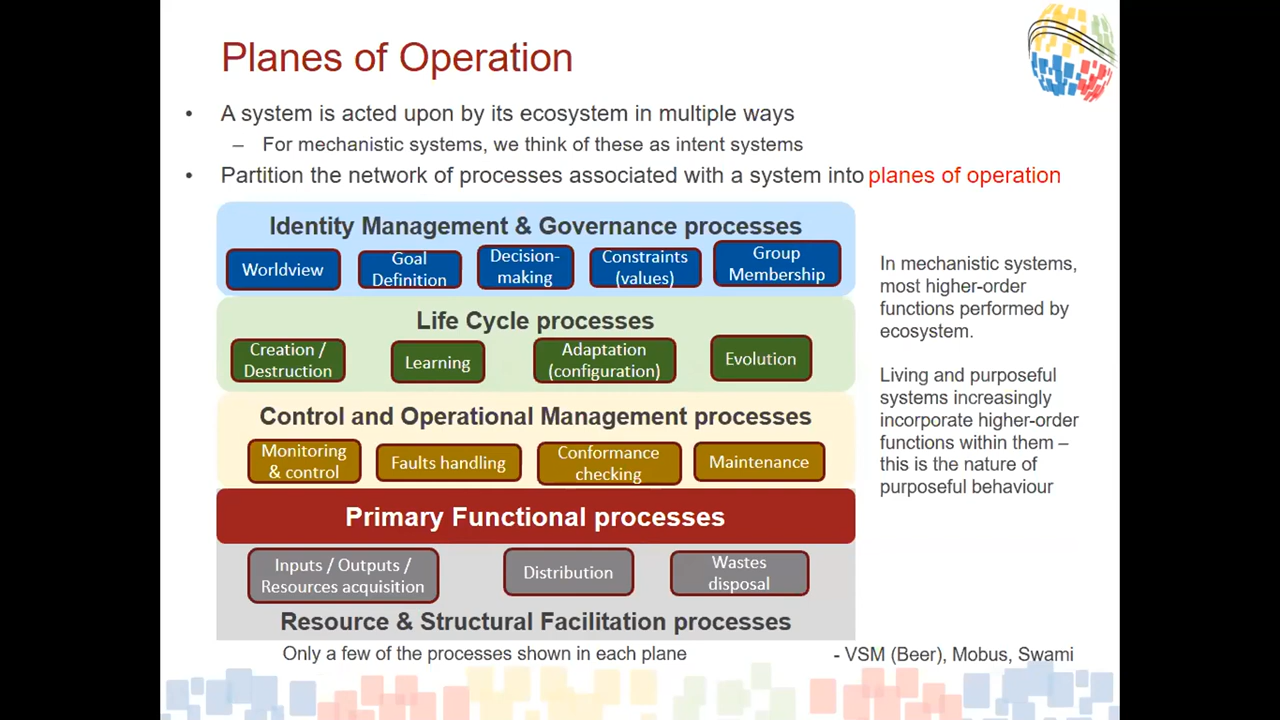 Planes of Operation
• A system is acted upon by its ecosystem in multiple ways
– For mechanistic systems, we think of these as intent systems
• Partition the network of processes associated with a system into planes of operation
Identity Management & Governance processes
Worldview
Goal
Definition
Decision-
making
Constraints
(values)
Group
Membership
Life Cycle processes
Creation /
Destruction
Learning
Adaptation
(configuration)
Evolution
Control and Operational Management processes
Monitoring
& control
Faults handling
Conformance
checking
Maintenance
Primary Functional processes
Inputs / Outputs /
Resources acquisition
Distribution
Wastes
disposal
Resource & Structural Facilitation processes
Only a few of the processes shown in each plane
In mechanistic systems,
most higher-order
functions performed by
ecosystem.
Living and purposeful
systems increasingly
incorporate higher-order
functions within them –
this is the nature of
purposeful behaviour
- VSM (Beer), Mobus, Swami